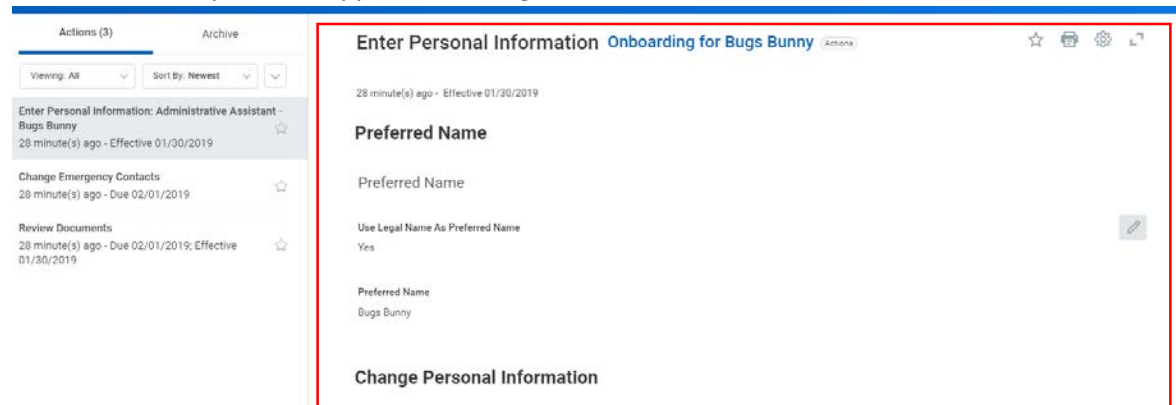 Actions (3)
Archive
Viewing: All
Sort By: Newest
Enter Personal Information: Administrative Assistant -
Bugs Bunny
28 minute(s) ago - Effective 01/30/2019
Change Emergency Contacts
28 minute(s) ago - Due 02/01/2019
Review Documents
28 minute(s) ago - Due 02/01/2019; Effective
01/30/2019
Enter Personal Information Onboarding for Bugs Bunny Actions
28 minute(s) ago - Effective 01/30/2019
Preferred Name
Preferred Name
Use Legal Name As Preferred Name
Yes
Preferred Name
Bugs Bunny
Change Personal Information